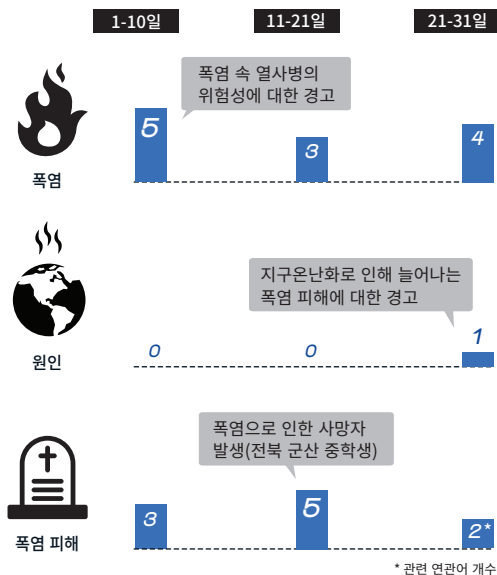 1-10일 11-21일 21-31일
폭염 속 열사병의
위험성에 대한 경고
5 3 4
폭염
지구온난화로 인해 늘어나는
폭염 피해에 대한 경고
0 0 1
원인
폭염으로 인한 사망자
발생(전북 군산 중학생)
3 5 2*
폭염 피해
* 관련 연관어 개수